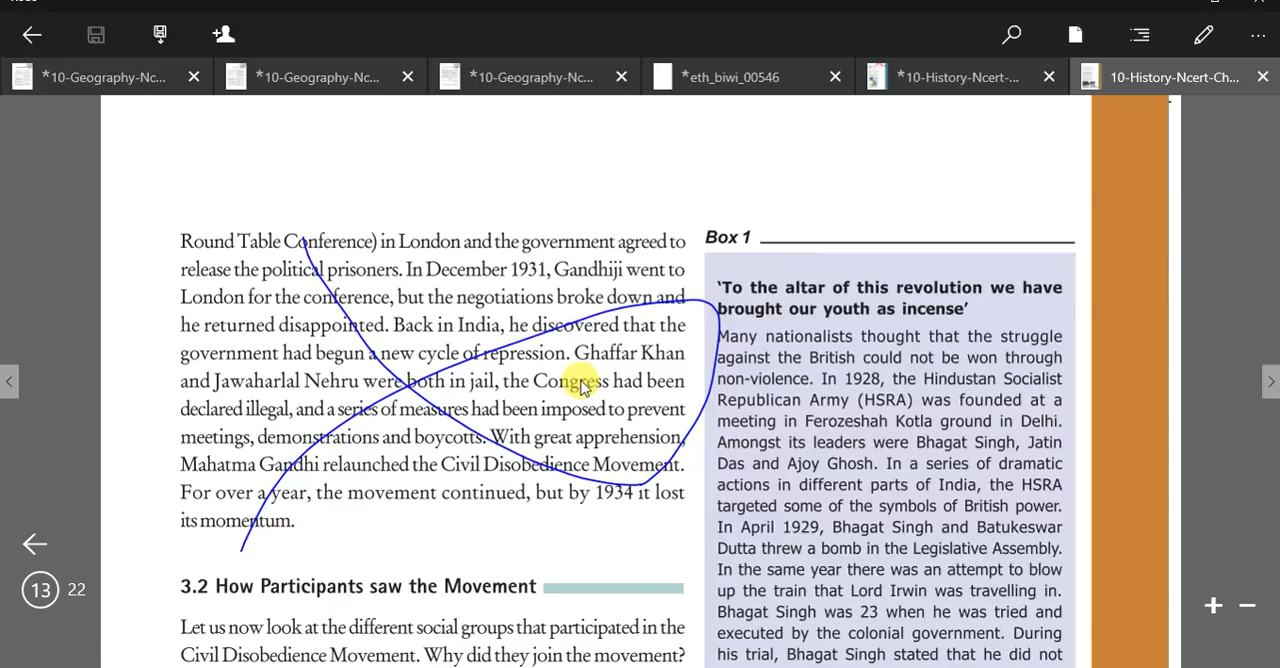 *10-Geography-Nc...
*10-Geography-Nc...
*10-Geography-Nc...
*eth_biwi_00546
*10-History-Ncert-...
10-History-Ncert-Ch...
Round Table Conference) in London and the government agreed to
release the political prisoners. In December 1931, Gandhiji went to
London for the conference, but the negotiations broke down and
he returned disappointed. Back in India, he discovered that the
government had begun a new cycle of repression. Ghaffar Khan
and Jawaharlal Nehru were both in jail, the Congress had been
declared illegal, and a series of measures had been imposed to prevent
meetings, demonstrations and boycotts. With great apprehension,
Mahatma Gandhi relaunched the Civil Disobedience Movement.
For over a year, the movement continued, but by 1934 it lost
its momentum.
3.2 How Participants saw the Movement
Let us now look at the different social groups that participated in the
Civil Disobedience Movement. Why did they join the movement?
Box 1
‘To the altar of this revolution we have
brought our youth as incense’
Many nationalists thought that the struggle
against the British could not be won through
non-violence. In 1928, the Hindustan Socialist
Republican Army (HSRA) was founded at a
meeting in Ferozeshah Kotla ground in Delhi.
Amongst its leaders were Bhagat Singh, Jatin
Das and Ajoy Ghosh. In a series of dramatic
actions in different parts of India, the HSRA
targeted some of the symbols of British power.
In April 1929, Bhagat Singh and Batukeswar
Dutta threw a bomb in the Legislative Assembly.
In the same year there was an attempt to blow
up the train that Lord Irwin was travelling in.
Bhagat Singh was 23 when he was tried and
executed by the colonial government. During
his trial, Bhagat Singh stated that he did not
13 22